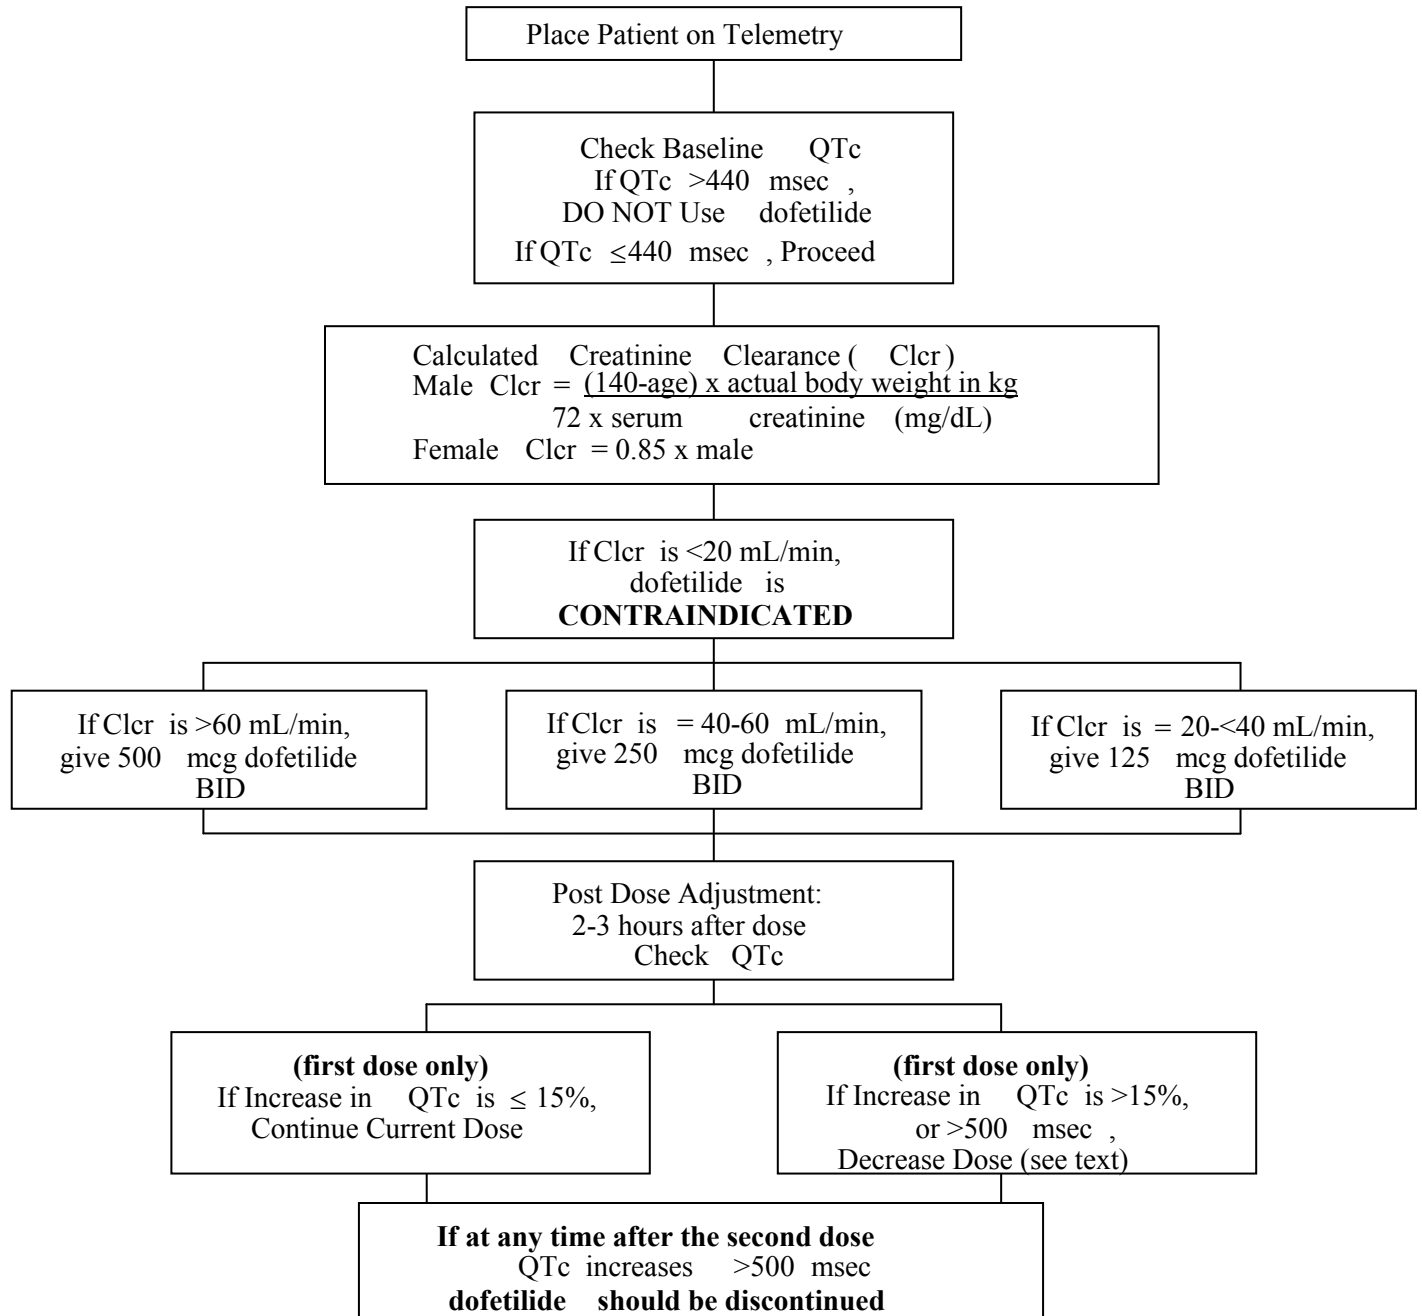 Place Patient on Telemetry
Check Baseline QTc
If QTc >440 msec ,
DO NOT Use dofetilide
If QTc ≤440 msec , Proceed
Calculated Creatinine Clearance ( Clcr )
Male Clcr = (140-age) x actual body weight in kg
72 x serum creatinine (mg/dL)
Female Clcr = 0.85 x male
If Clcr is <20 mL/min,
dofetilide is
CONTRAINDICATED
If Clcr is >60 mL/min,
give 500 mcg dofetilide
BID
If Clcr is = 40-60 mL/min,
give 250 mcg dofetilide
BID
If Clcr is = 20-<40 mL/min,
give 125 mcg dofetilide
BID
Post Dose Adjustment:
2-3 hours after dose
Check QTc
(first dose only)
If Increase in QTc is ≤ 15%,
Continue Current Dose
(first dose only)
If Increase in QTc is >15%,
or >500 msec ,
Decrease Dose (see text)
If at any time after the second dose
QTc increases >500 msec
dofetilide should be discontinued